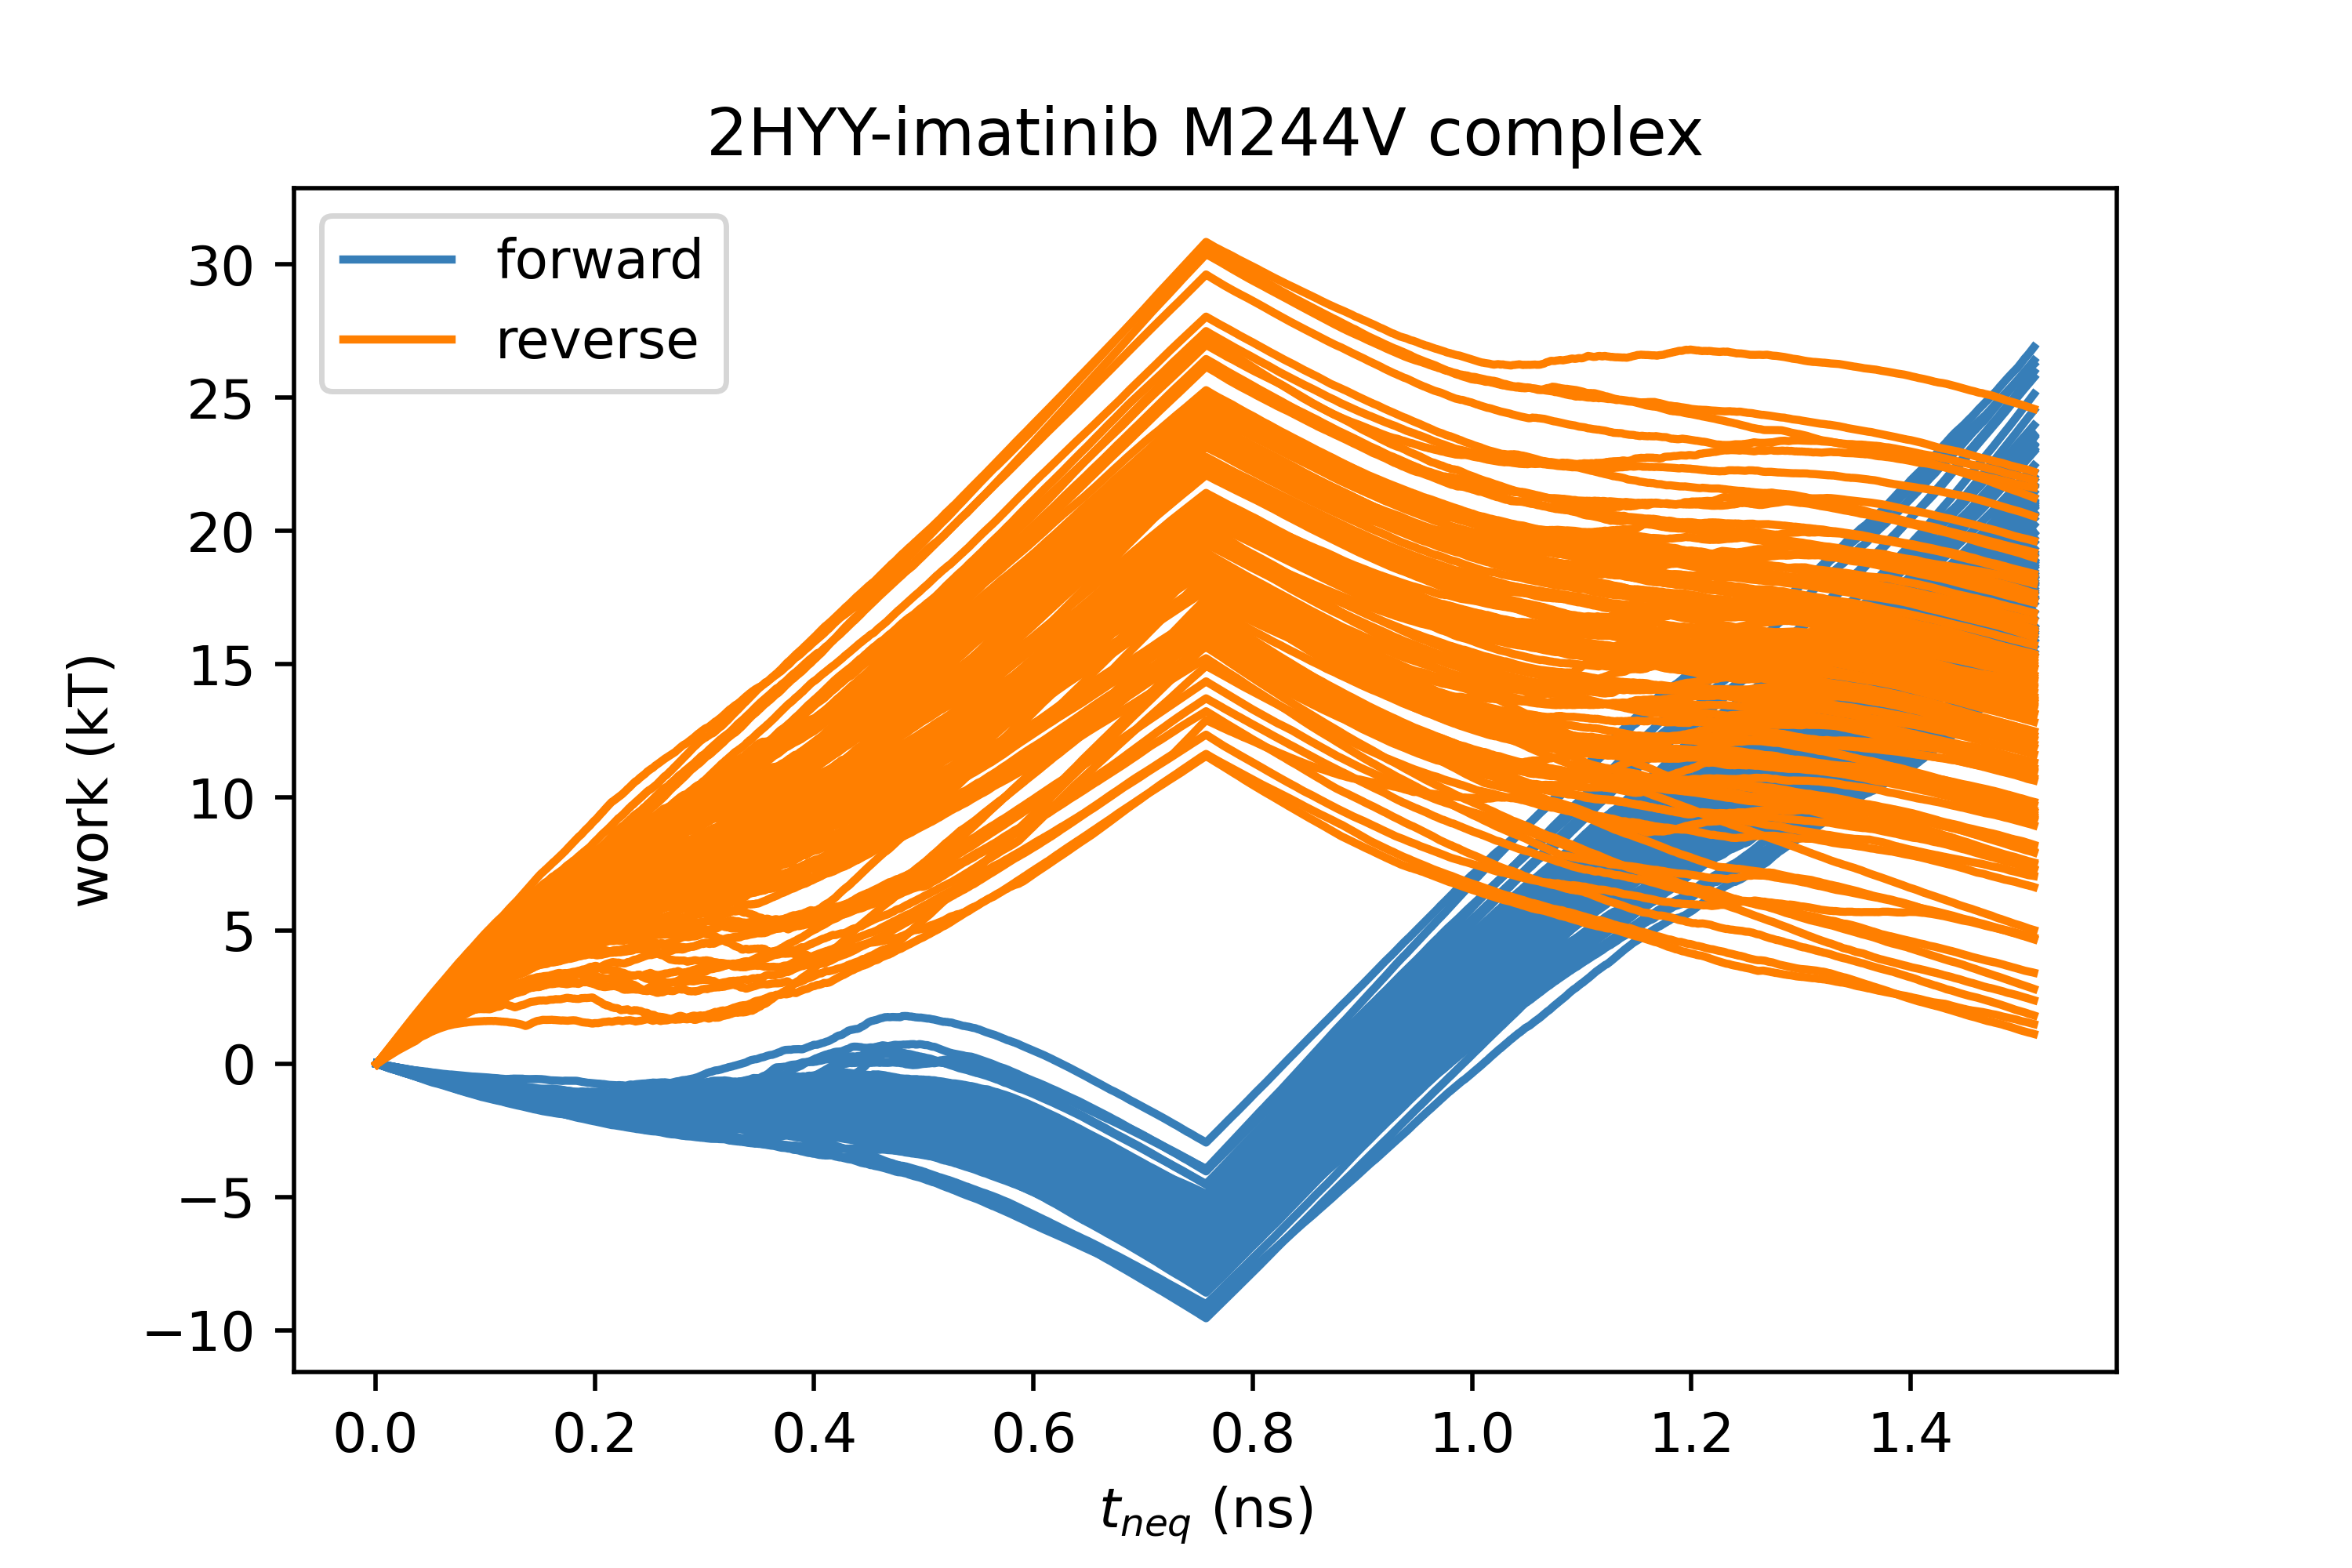 2HYY-imatinib M244V complex
forward
reverse
30
25
20
15
10
5
0
−5
−10
work (kT)
0.0 0.2 0.4 0.6 0.8 1.0 1.2 1.4
t_neq (ns)